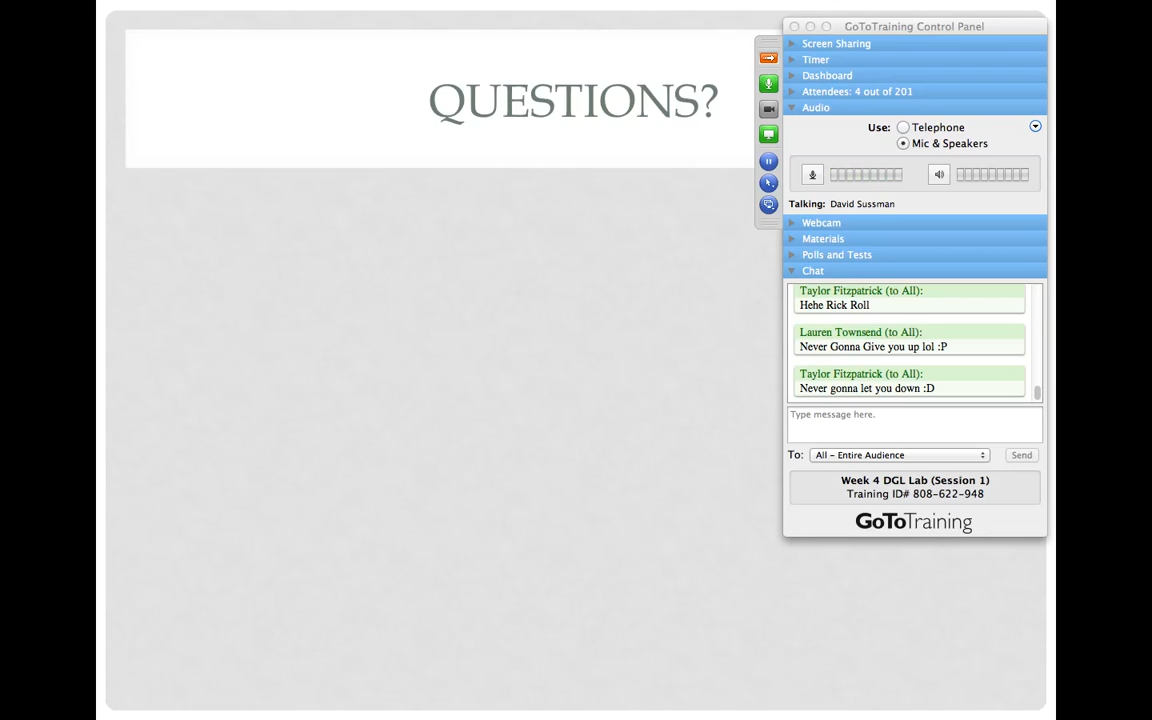 QUESTIONS?
GoToTraining Control Panel
Screen Sharing
Timer
Dashboard
Attendees: 4 out of 201
Audio
Use: Telephone
Mic & Speakers
Talking: David Sussman
Webcam
Materials
Polls and Tests
Chat
Taylor Fitzpatrick (to All):
Hehe Rick Roll
Lauren Townsend (to All):
Never Gonna Give you up lol :P
Taylor Fitzpatrick (to All):
Never gonna let you down :D
Type message here.
To: All - Entire Audience Send
Week 4 DGL Lab (Session 1)
Training ID# 808-622-948
GoToTraining